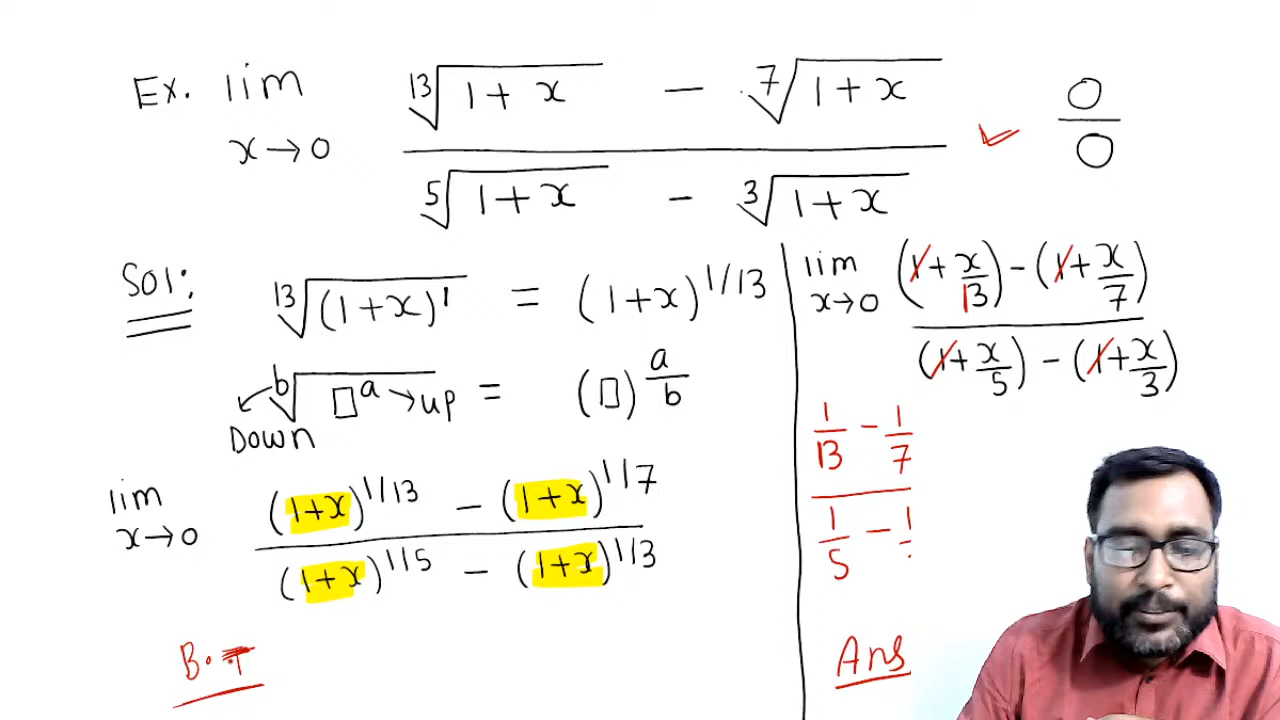 Ex. lim x→0 (¹³√(1+x) − ⁷√(1+x)) / (⁵√(1+x) − ³√(1+x)) ✓ 0/0
Sol:
¹³√((1+x)¹) = (1+x)^1/13
ᵇ√(□ᵃ) → up = (□)^a/b
Down
lim x→0 ((1+x)^1/13 − (1+x)^1/7) / ((1+x)^1/5 − (1+x)^1/3)
B.T
lim x→0 ((1+x/13) − (1+x/7)) / ((1+x/5) − (1+x/3))
1/13 − 1/7
1/5 − 1
Ans